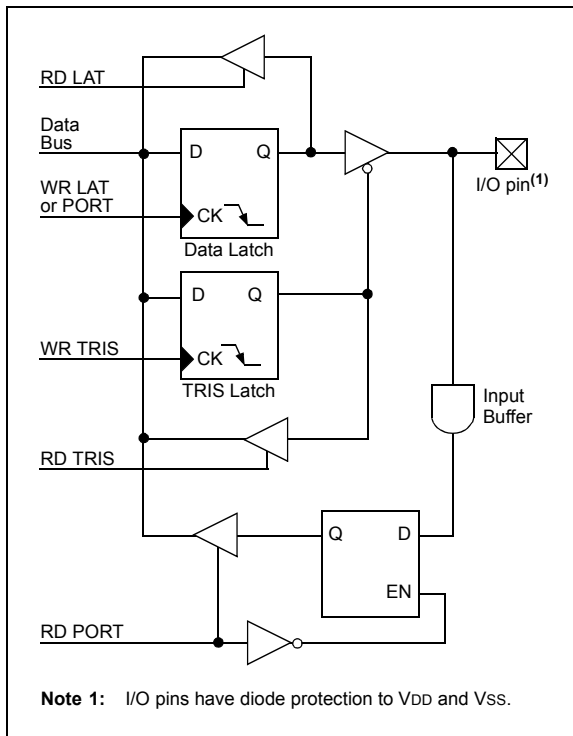 RD LAT
Data
Bus
D Q
I/O pin(1)
WR LAT
or PORT
CK
Data Latch
D Q
WR TRIS
CK
TRIS Latch
Input
Buffer
RD TRIS
Q D
EN
RD PORT
Note 1: I/O pins have diode protection to VDD and VSS.